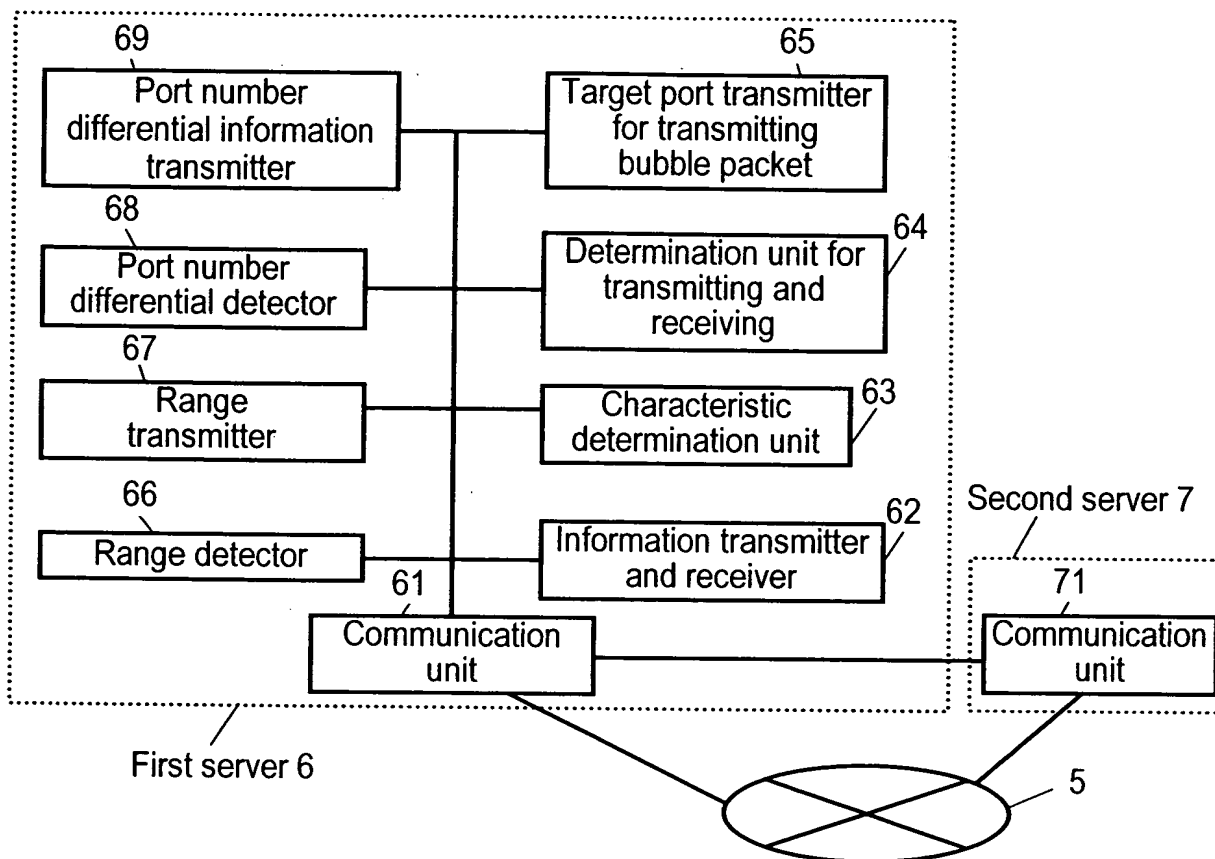 69
Port number
differential information
transmitter
65
Target port transmitter
for transmitting
bubble packet
68
Port number
differential detector
64
Determination unit for
transmitting and
receiving
67
Range
transmitter
63
Characteristic
determination unit
66
Range detector
62
Information transmitter
and receiver
Second server 7
61
Communication
unit
71
Communication
unit
First server 6
5